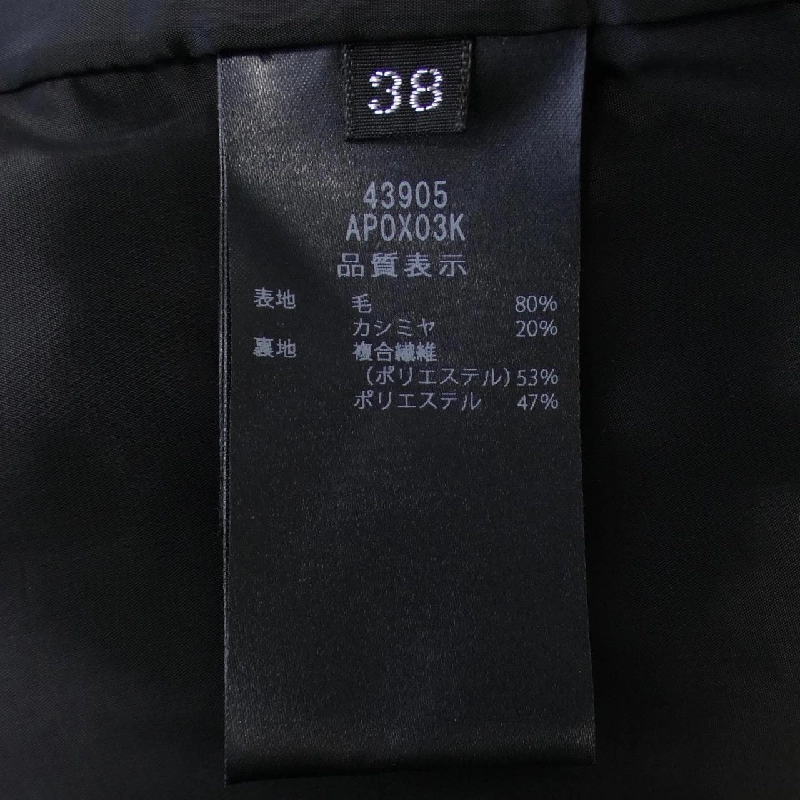 38
43905
AP0X03K
品質表示
表地 毛 80%
カシミヤ 20%
裏地 複合繊維
(ポリエステル) 53%
ポリエステル 47%